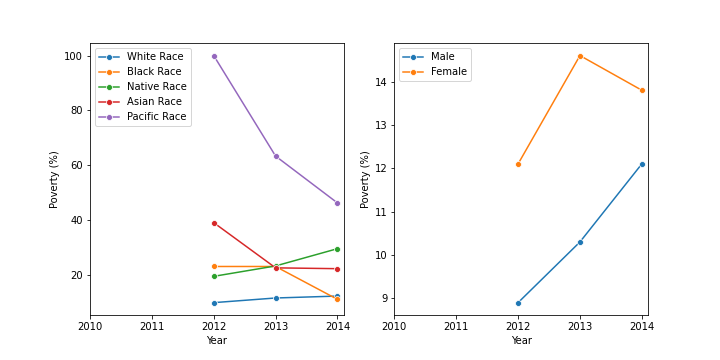 White Race
Black Race
Native Race
Asian Race
Pacific Race
100
80
60
40
20
Poverty (%)
2010 2011 2012 2013 2014
Year
Male
Female
14
13
12
11
10
9
Poverty (%)
2010 2011 2012 2013 2014
Year